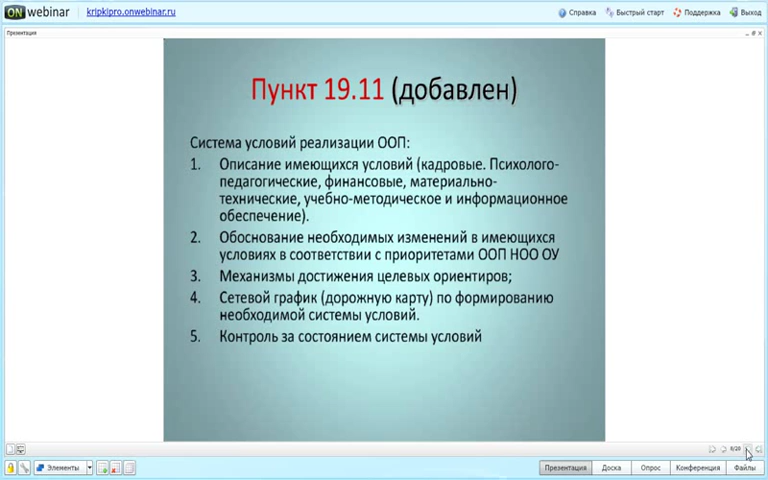 ON webinar kripkipro.onwebinar.ru Справка Быстрый старт Поддержка Выход
Презентация
Пункт 19.11 (добавлен)
Система условий реализации ООП:
1. Описание имеющихся условий (кадровые. Психолого-
педагогические, финансовые, материально-
технические, учебно-методическое и информационное
обеспечение).
2. Обоснование необходимых изменений в имеющихся
условиях в соответствии с приоритетами ООП НОО ОУ
3. Механизмы достижения целевых ориентиров;
4. Сетевой график (дорожную карту) по формированию
необходимой системы условий.
5. Контроль за состоянием системы условий
8/20
Элементы Презентация Доска Опрос Конференция Файлы